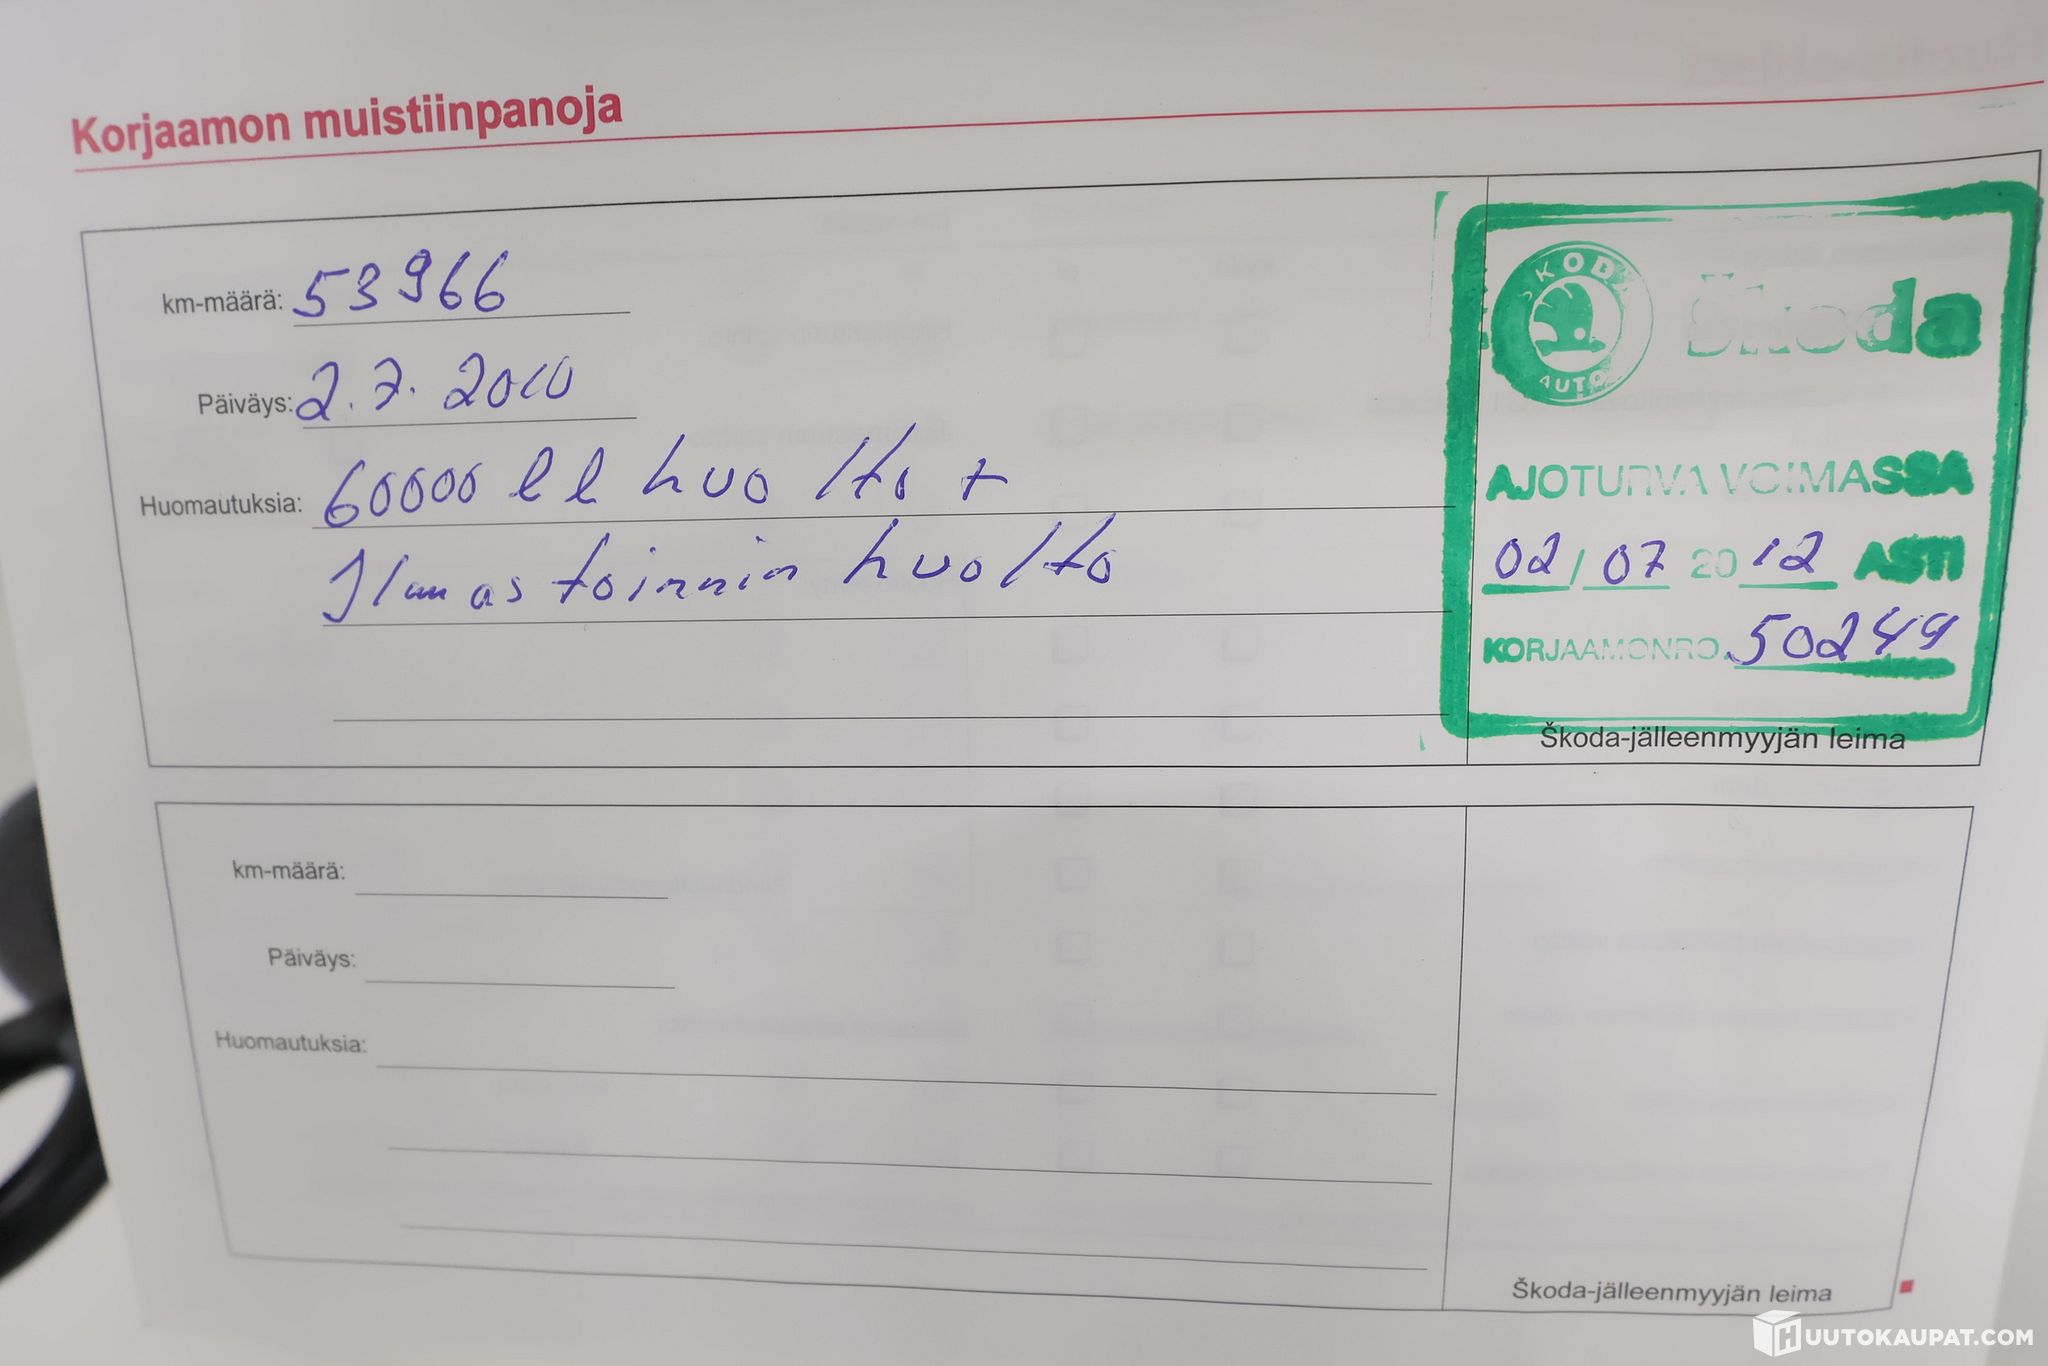 Korjaamon muistiinpanoja
km-määrä: 53966
Päiväys: 2.7.2010
Huomautuksia: 60000 ll huolto +
Ilmastoinnin huolto
ŠKODA
AUTO
Škoda
AJOTURVA VOIMASSA
02/07 2012 ASTI
KORJAAMONRO. 50249
Škoda-jälleenmyyjän leima
km-määrä:
Päiväys:
Huomautuksia:
Škoda-jälleenmyyjän leima
HUUTOKAUPAT.COM